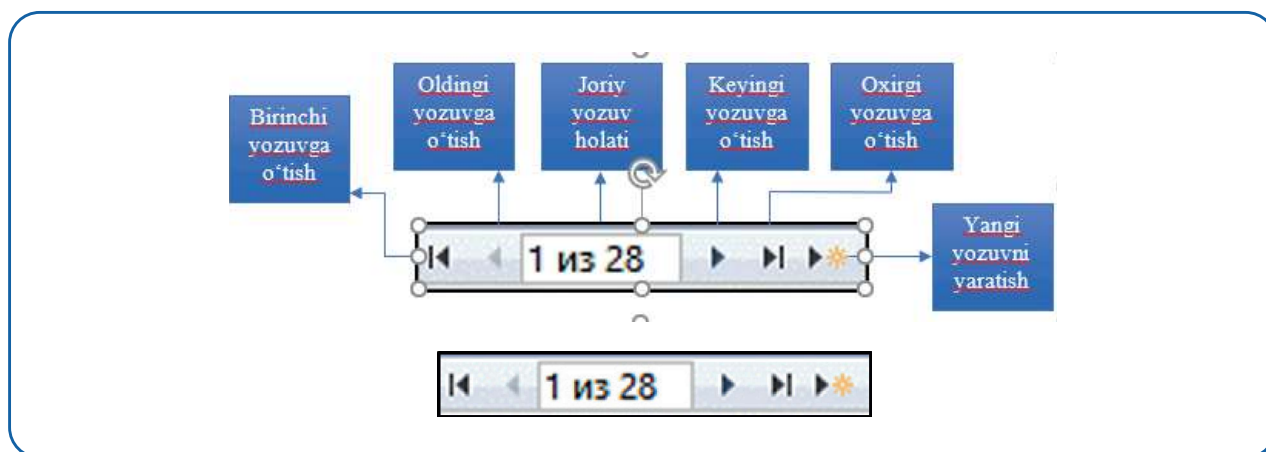 Birinchi
yozuvga
o‘tish
Oldingi
yozuvga
o‘tish
Joriy
yozuv
holati
Keyingi
yozuvga
o‘tish
Oxirgi
yozuvga
o‘tish
1 из 28
Yangi
yozuvni
yaratish
1 из 28